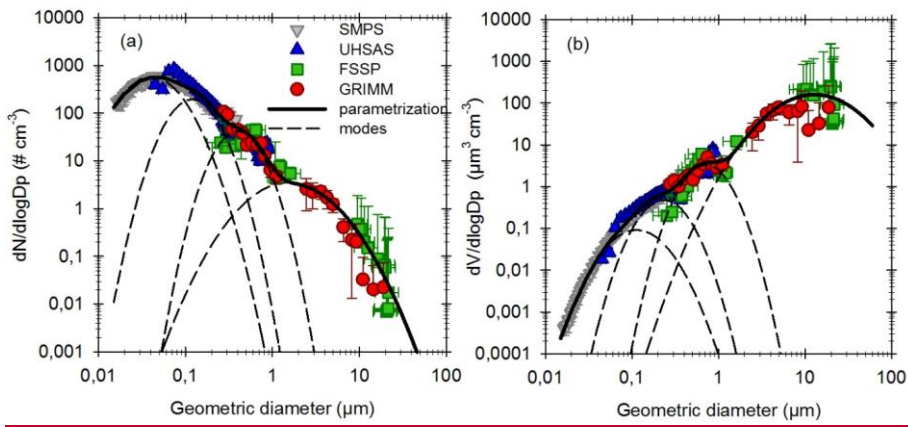 (a)
SMPS
UHSAS
FSSP
GRIMM
parametrization
modes
dN/dlogDp (# cm-3)
10000
1000
100
10
1
0,1
0,01
0,001
0,01 0,1 1 10 100
Geometric diameter (µm)
(b)
dV/dlogDp (µm³ cm-3)
1000
100
10
1
0,1
0,01
0,001
0,0001
0,01 0,1 1 10 100
Geometric diameter (µm)